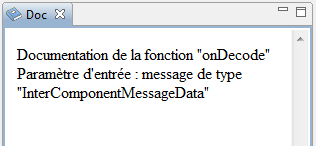 Doc
Documentation de la fonction "onDecode"
Paramètre d'entrée : message de type
"InterComponentMessageData"